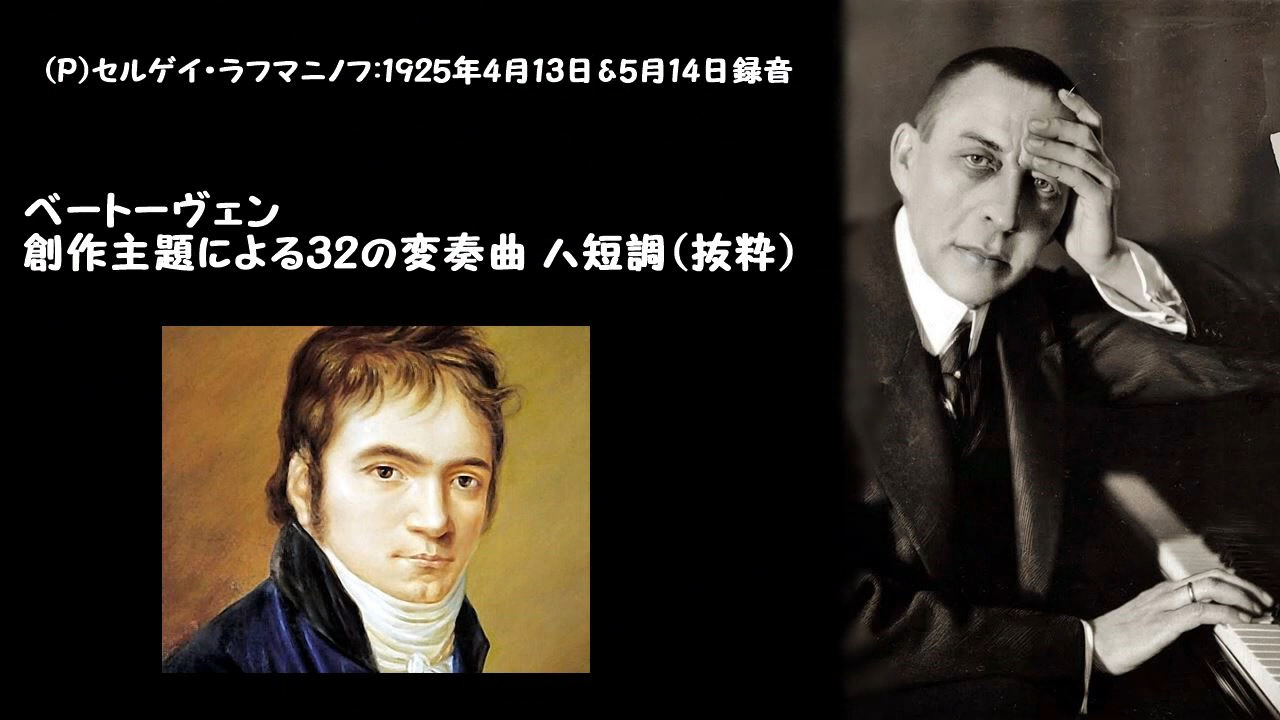 (P)セルゲイ・ラフマニノフ:1925年4月13日&5月14日録音
ベートーヴェン
創作主題による32の変奏曲 ハ短調(抜粋)